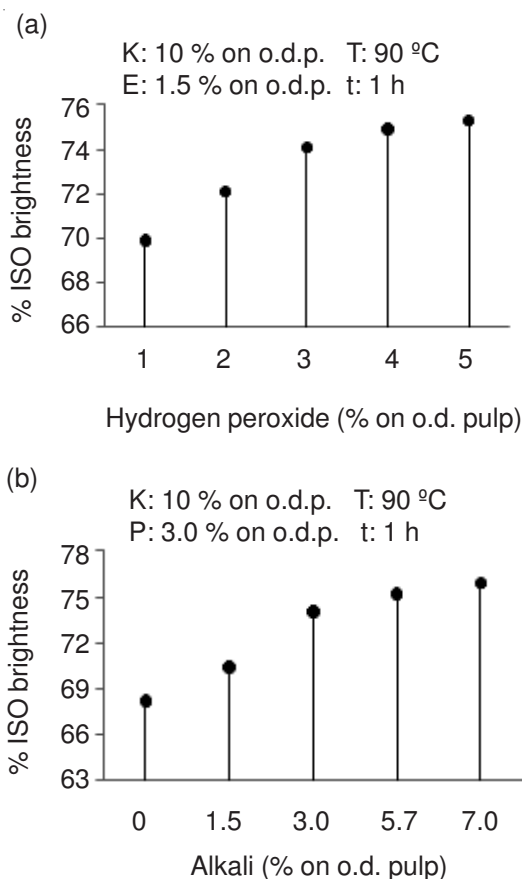 (a)
K: 10 % on o.d.p. T: 90 ºC
E: 1.5 % on o.d.p. t: 1 h
% ISO brightness
76
74
72
70
68
66
1 2 3 4 5
Hydrogen peroxide (% on o.d. pulp)
(b)
K: 10 % on o.d.p. T: 90 ºC
P: 3.0 % on o.d.p. t: 1 h
% ISO brightness
78
75
72
69
66
63
0 1.5 3.0 5.7 7.0
Alkali (% on o.d. pulp)